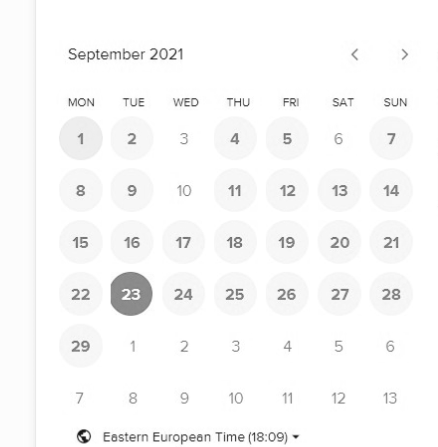 September 2021
MON TUE WED THU FRI SAT SUN
1 2 3 4 5 6 7
8 9 10 11 12 13 14
15 16 17 18 19 20 21
22 23 24 25 26 27 28
29 1 2 3 4 5 6
7 8 9 10 11 12 13
Eastern European Time (18:09)